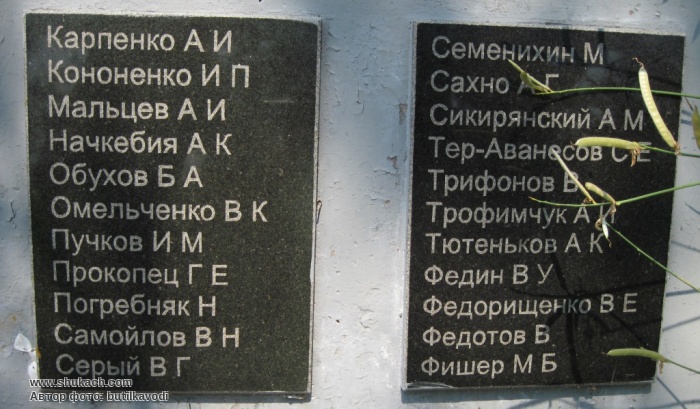 Карпенко А И
Кононенко И П
Мальцев А И
Начкебия А К
Обухов Б А
Омельченко В К
Пучков И М
Прокопец Г Е
Погребняк Н
Самойлов В Н
Серый В Г
Семенихин М
Сахно А Г
Сикирянский А М
Тер-Аванесов С Е
Трифонов В
Трофимчук А И
Тютеньков А К
Федин В У
Федорищенко В Е
Федотов В
Фишер М Б
www.shukach.com
Автор фото: butilkavodi